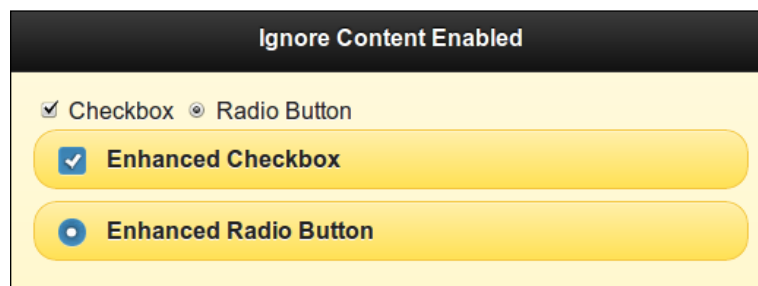 Ignore Content Enabled
Checkbox Radio Button
Enhanced Checkbox
Enhanced Radio Button